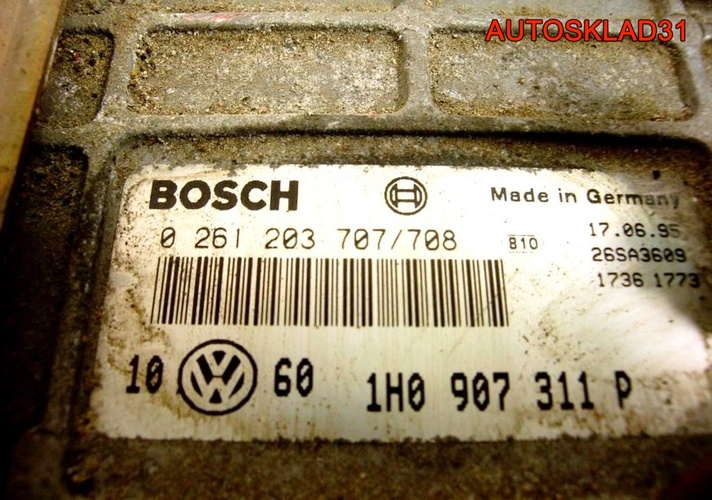 AUTOSKLAD31
BOSCH Made in Germany
0 261 203 707/708 810 17.06.95
26SA3609
1736 1773
10 60 1H0 907 311 P